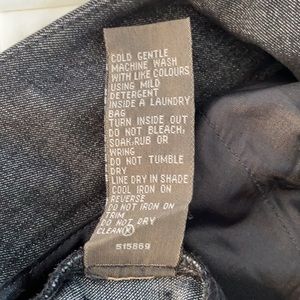 COLD GENTLE
MACHINE WASH
WITH LIKE COLOURS
USING MILD
DETERGENT
INSIDE A LAUNDRY
BAG
TURN INSIDE OUT
DO NOT BLEACH,
SOAK,RUB OR
WRING
DO NOT TUMBLE
DRY
LINE DRY IN SHADE
COOL IRON ON
REVERSE
DO NOT IRON ON
TRIM
DO NOT DRY
CLEAN
515869